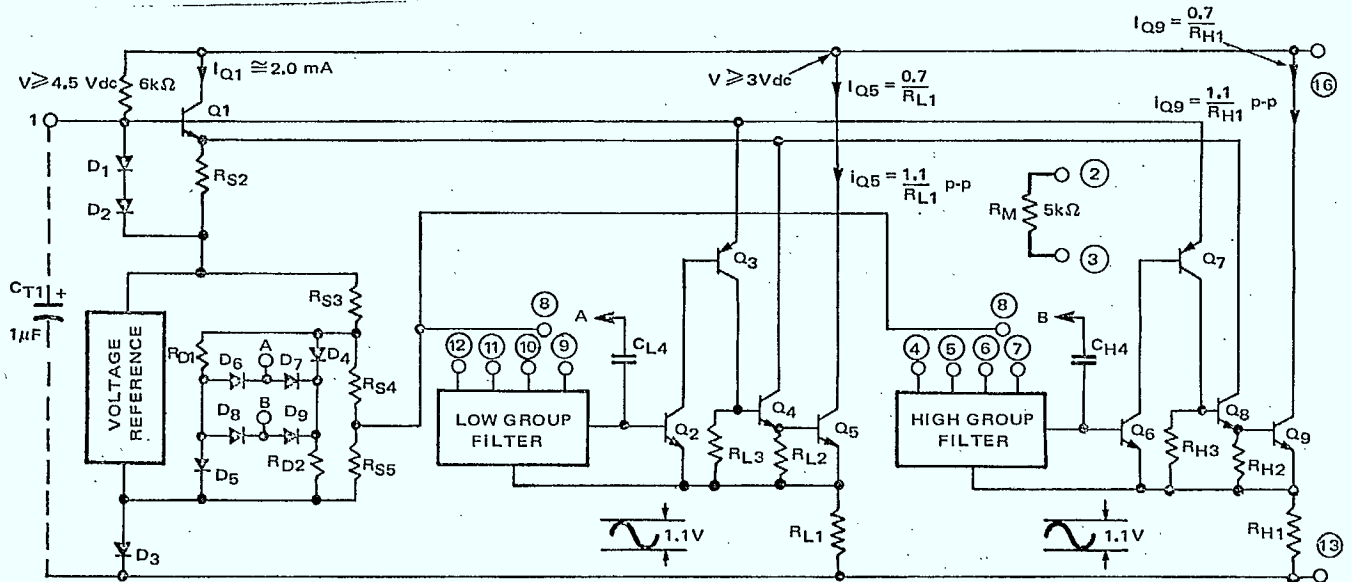 V ≥ 4.5 Vdc
6kΩ
I_Q1 ≅ 2.0 mA
V ≥ 3Vdc
I_Q5 = 0.7/R_L1
I_Q9 = 0.7/R_H1
16
1
Q1
i_Q9 = 1.1/R_H1 p-p
D1
R_S2
i_Q5 = 1.1/R_L1 p-p
2
R_M 5kΩ
3
D2
Q3
Q7
C_T1 +
1μF
R_S3
8
A
8
B
VOLTAGE REFERENCE
R_D1
D6
A
D7
D4
12
11
10
9
C_L4
4
5
6
7
C_H4
D8
B
D9
R_S4
LOW GROUP
FILTER
Q2
Q4
Q5
HIGH GROUP
FILTER
Q6
Q8
Q9
D5
R_D2
R_S5
R_L3
R_L2
R_H3
R_H2
D3
1.1V
R_L1
1.1V
R_H1
13